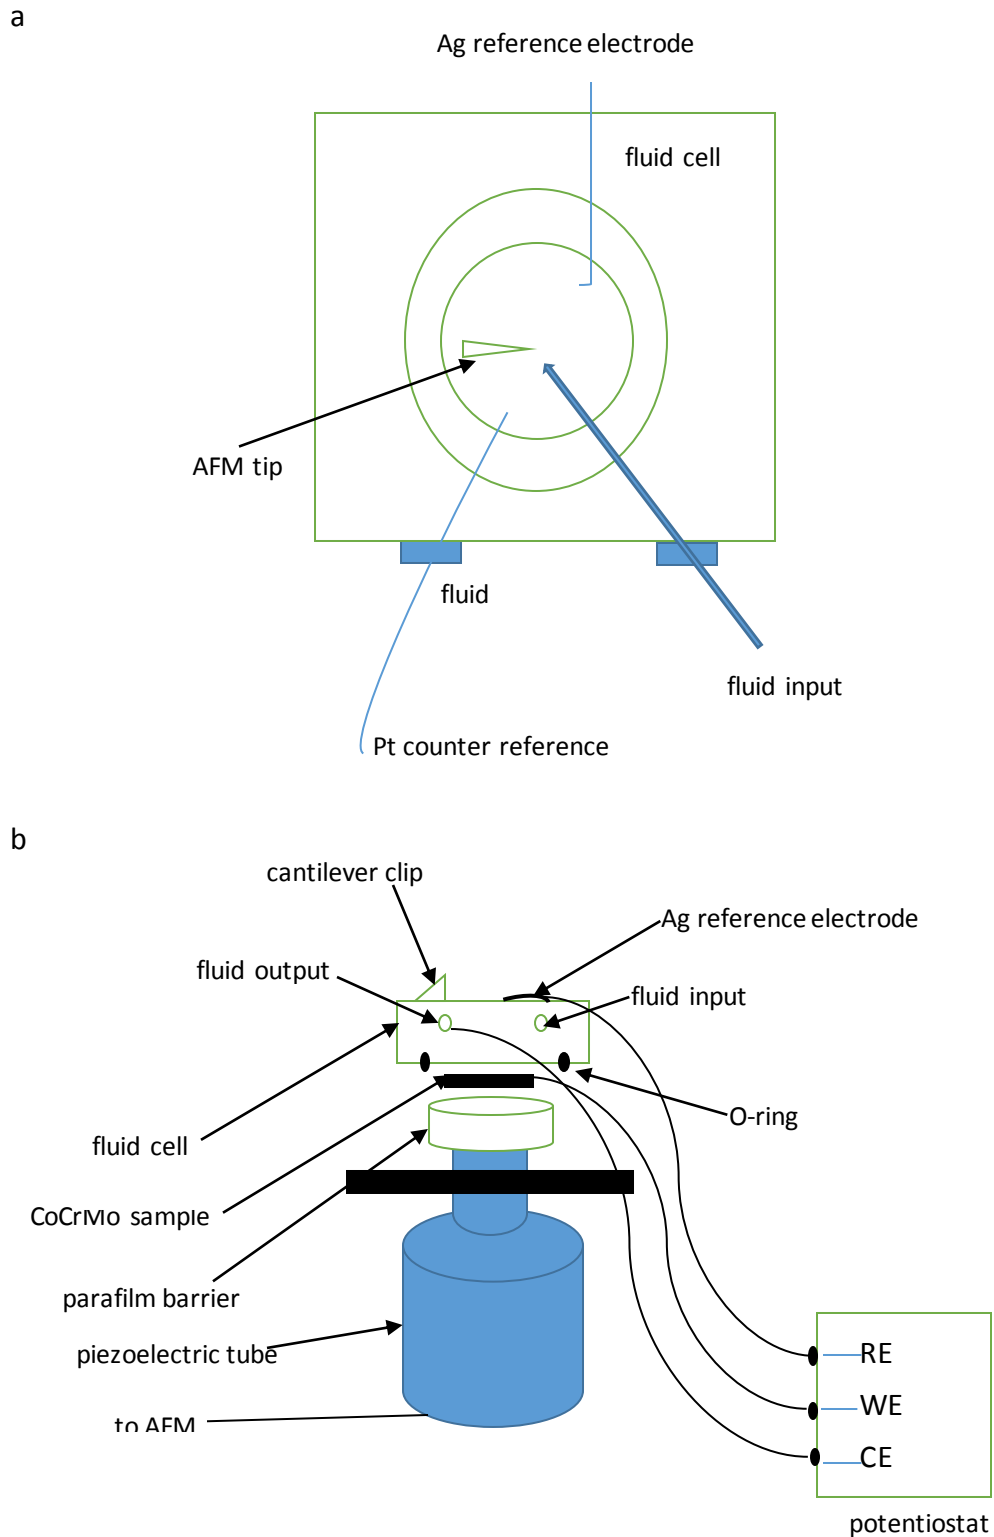 a
Ag reference electrode
fluid cell
AFM tip
fluid
fluid input
Pt counter reference
b
cantilever clip
Ag reference electrode
fluid output
fluid input
O-ring
fluid cell
CoCrMo sample
parafilm barrier
piezoelectric tube
RE
WE
to AFM
CE
potentiostat